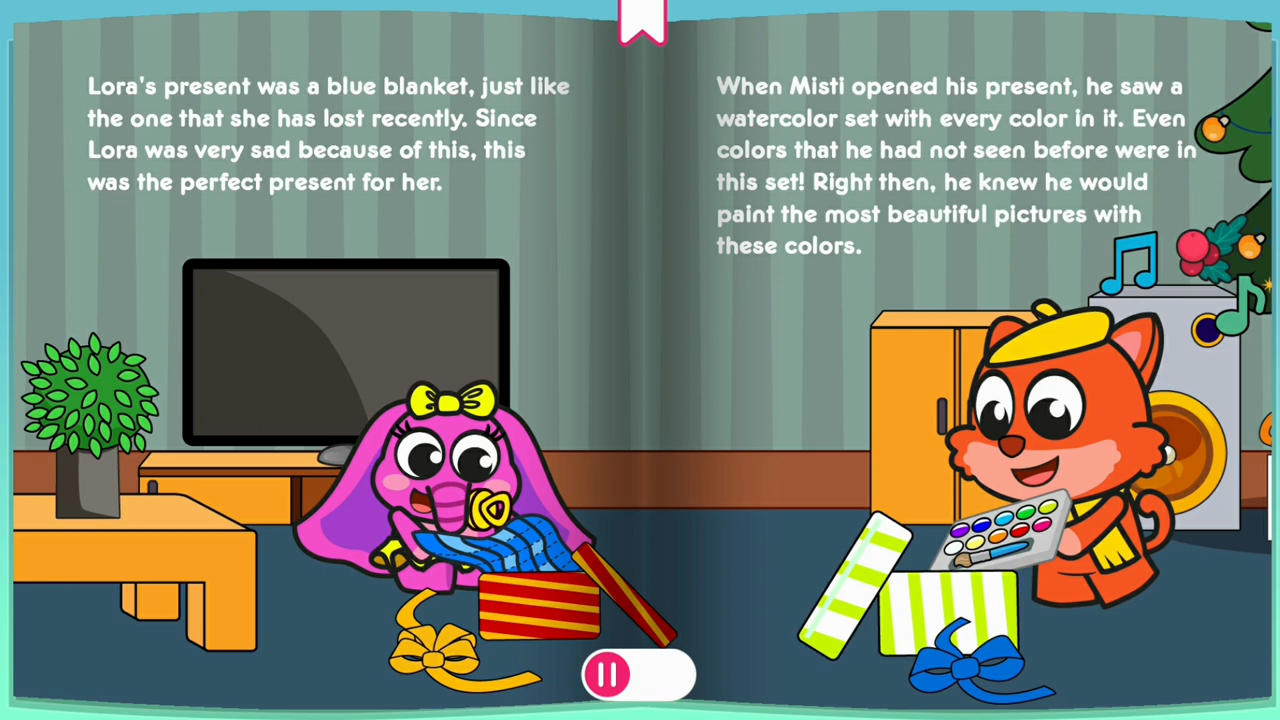 Lora's present was a blue blanket, just like
the one that she has lost recently. Since
Lora was very sad because of this, this
was the perfect present for her.
When Misti opened his present, he saw a
watercolor set with every color in it. Even
colors that he had not seen before were in
this set! Right then, he knew he would
paint the most beautiful pictures with
these colors.